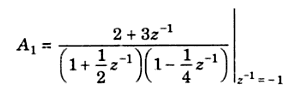 A₁ = \frac{2 + 3z^{-1}}{\left(1 + \frac{1}{2} z^{-1}\right)\left(1 - \frac{1}{4} z^{-1}\right)} \Bigg|_{z^{-1} = -1}